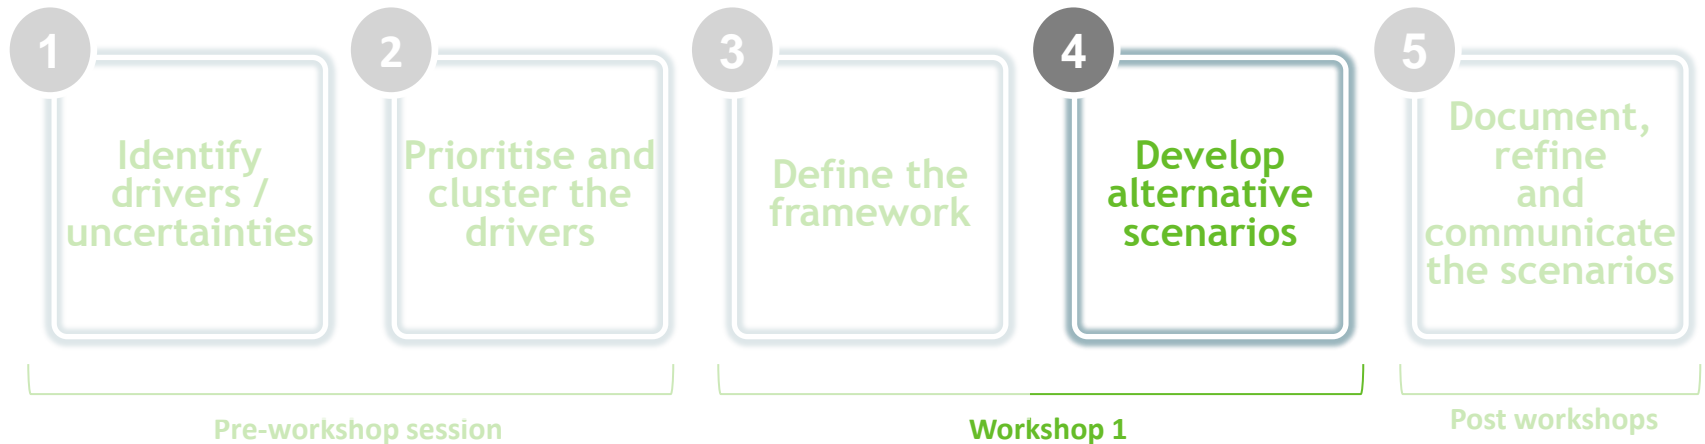 1
Identify
drivers /
uncertainties
2
Prioritise and
cluster the
drivers
3
Define the
framework
4
Develop
alternative
scenarios
5
Document,
refine
and
communicate
the scenarios
Pre-workshop session
Workshop 1
Post workshops